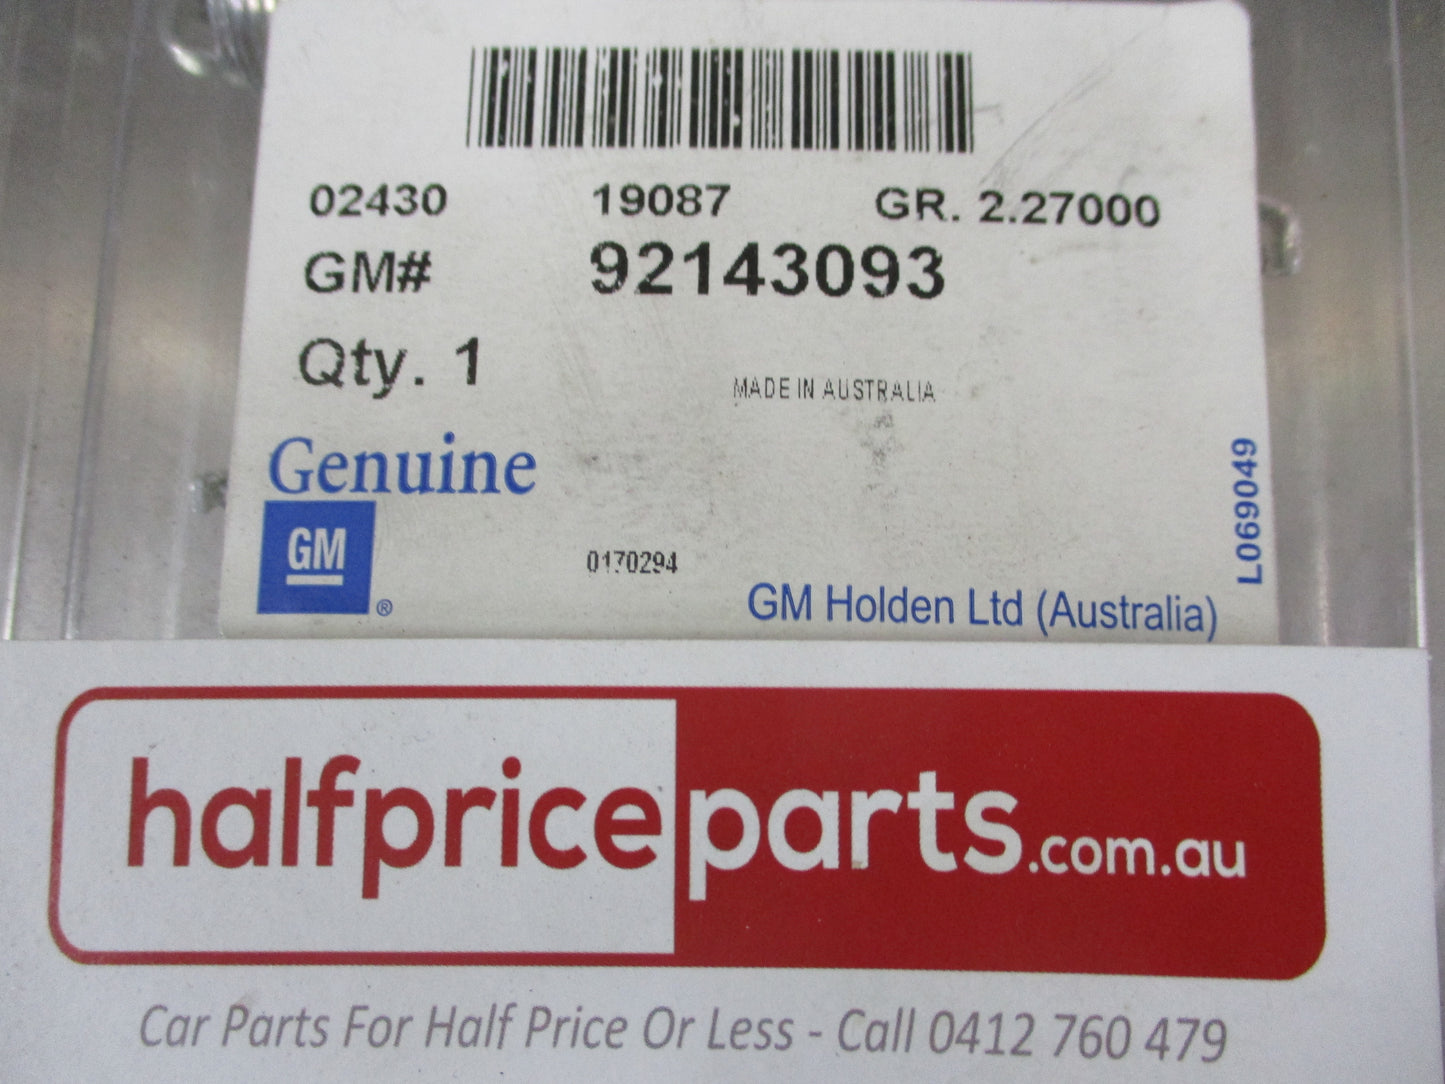 02430 19087 GR. 2.27000
GM# 92143093
Qty. 1
MADE IN AUSTRALIA
Genuine
GM
®
0170294
GM Holden Ltd (Australia)
L069049
halfpriceparts.com.au
Car Parts For Half Price Or Less - Call 0412 760 479